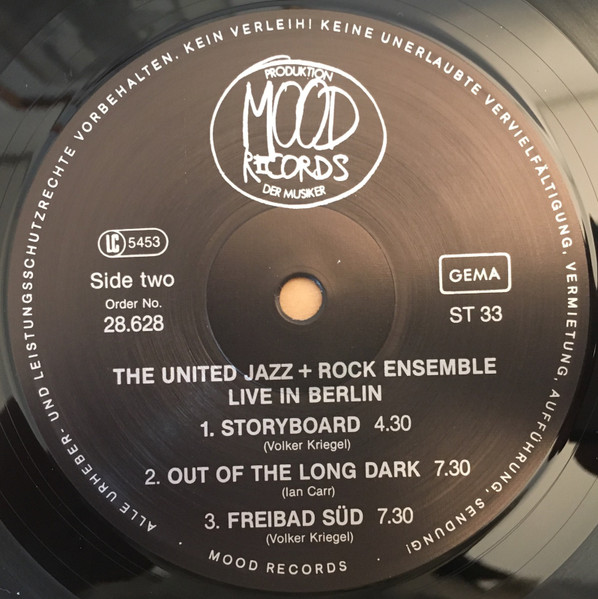 ALLE URHEBER- UND LEISTUNGSSCHUTZRECHTE VORBEHALTEN. KEIN VERLEIH! KEINE UNERLAUBTE VERVIELFÄLTIGUNG, VERMIETUNG, AUFFÜHRUNG, SENDUNG!
PRODUKTION
MOOD
RECORDS
DER MUSIKER
LC 5453
Side two
Order No.
28.628
GEMA
ST 33
THE UNITED JAZZ + ROCK ENSEMBLE
LIVE IN BERLIN
1. STORYBOARD 4.30
(Volker Kriegel)
2. OUT OF THE LONG DARK 7.30
(Ian Carr)
3. FREIBAD SÜD 7.30
(Volker Kriegel)
· MOOD RECORDS ·